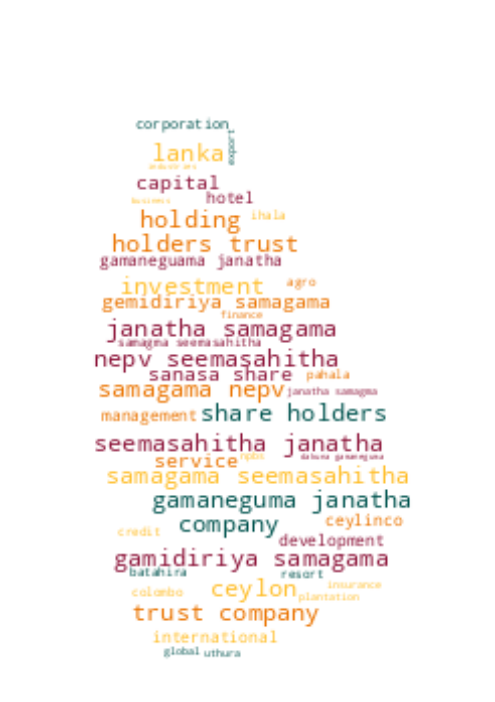 corporation
export
lanka
industries
capital
business hotel
holding ihala
holders trust
gamaneguama janatha
investment agro
gemidiriya samagama
finance
janatha samagama
samagma seemasahitha
nepv seemasahitha
sanasa share pahala
samagama nepv janatha samagma
management share holders
seemasahitha janatha
service npbs dakuna gamaneguma
samagama seemasahitha
gamaneguma janatha
company ceylinco
credit development
gamidiriya samagama
batahira resort
colombo ceylon insurance
plantation
trust company
international
global uthura